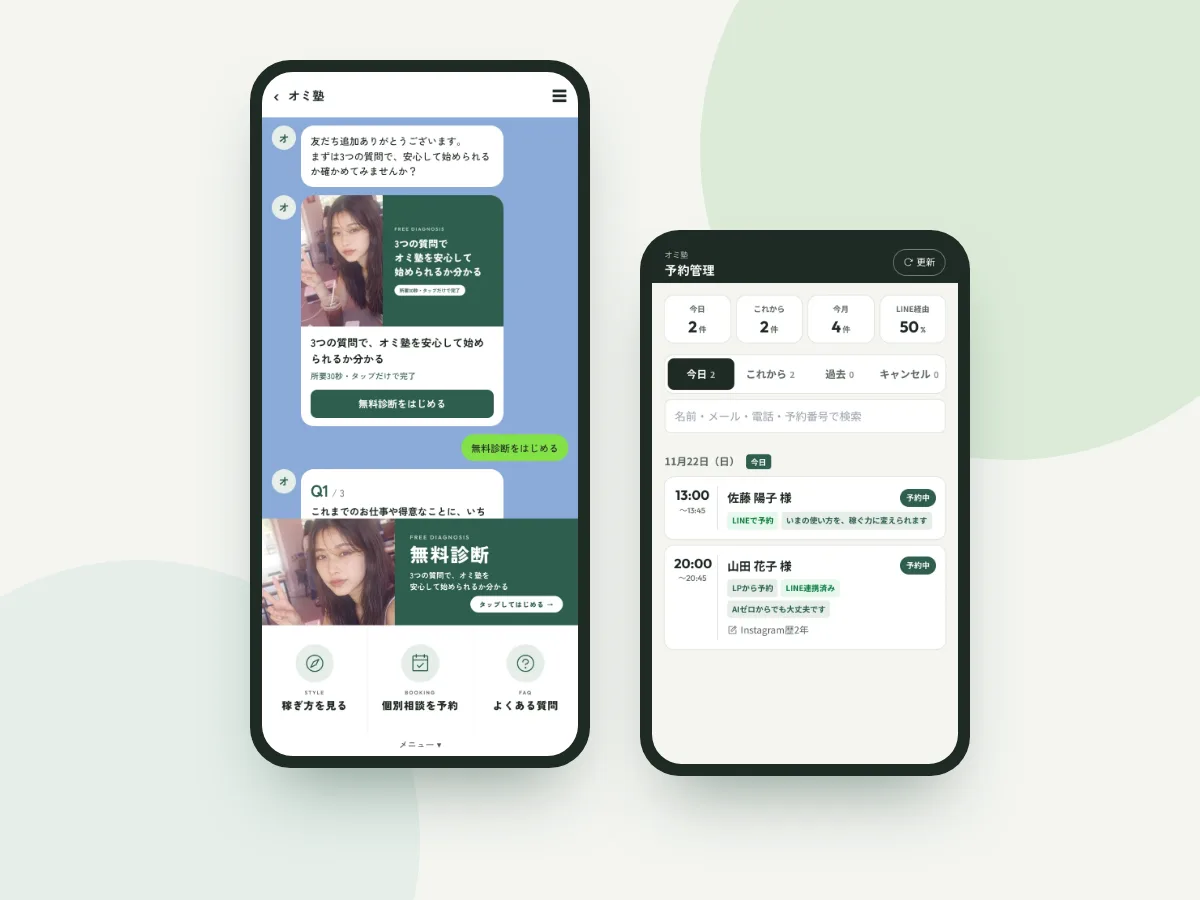 オミ塾
オ
友だち追加ありがとうございます。
まずは3つの質問で、安心して始められる
か確かめてみませんか？
オ
FREE DIAGNOSIS
3つの質問で
オミ塾を安心して
始められるか分かる
所要30秒・タップだけで完了
3つの質問で、オミ塾を安心して始め
られるか分かる
所要30秒・タップだけで完了
無料診断をはじめる
無料診断をはじめる
オ
Q1 / 3
これまでのお仕事や得意なことに、いち
FREE DIAGNOSIS
無料診断
3つの質問で、オミ塾を
安心して始められるか分かる
タップしてはじめる →
STYLE
稼ぎ方を見る
BOOKING
個別相談を予約
FAQ
よくある質問
メニュー ▾
オミ塾
予約管理
更新
今日
2件
これから
2件
今月
4件
LINE経由
50%
今日 2 これから 2 過去 0 キャンセル 0
名前・メール・電話・予約番号で検索
11月22日（日） 今日
13:00
〜13:45
佐藤 陽子 様
予約中
LINEで予約 いまの使い方を、稼ぐ力に変えられます
20:00
〜20:45
山田 花子 様
予約中
LPから予約 LINE連携済み
AIゼロからでも大丈夫です
Instagram歴2年